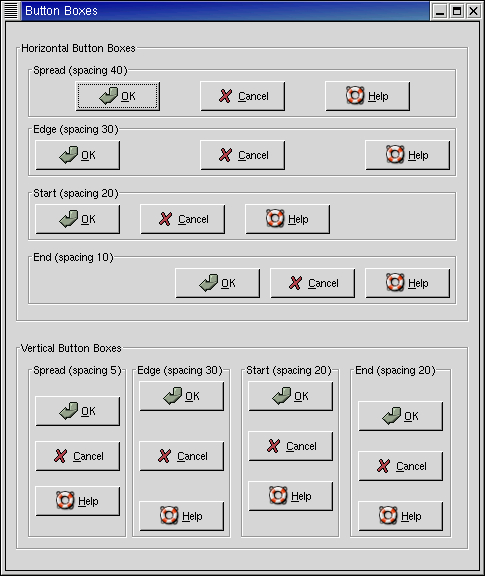 Button Boxes
Horizontal Button Boxes
Spread (spacing 40)
OK Cancel Help
Edge (spacing 30)
OK Cancel Help
Start (spacing 20)
OK Cancel Help
End (spacing 10)
OK Cancel Help
Vertical Button Boxes
Spread (spacing 5)
OK
Cancel
Help
Edge (spacing 30)
OK
Cancel
Help
Start (spacing 20)
OK
Cancel
Help
End (spacing 20)
OK
Cancel
Help